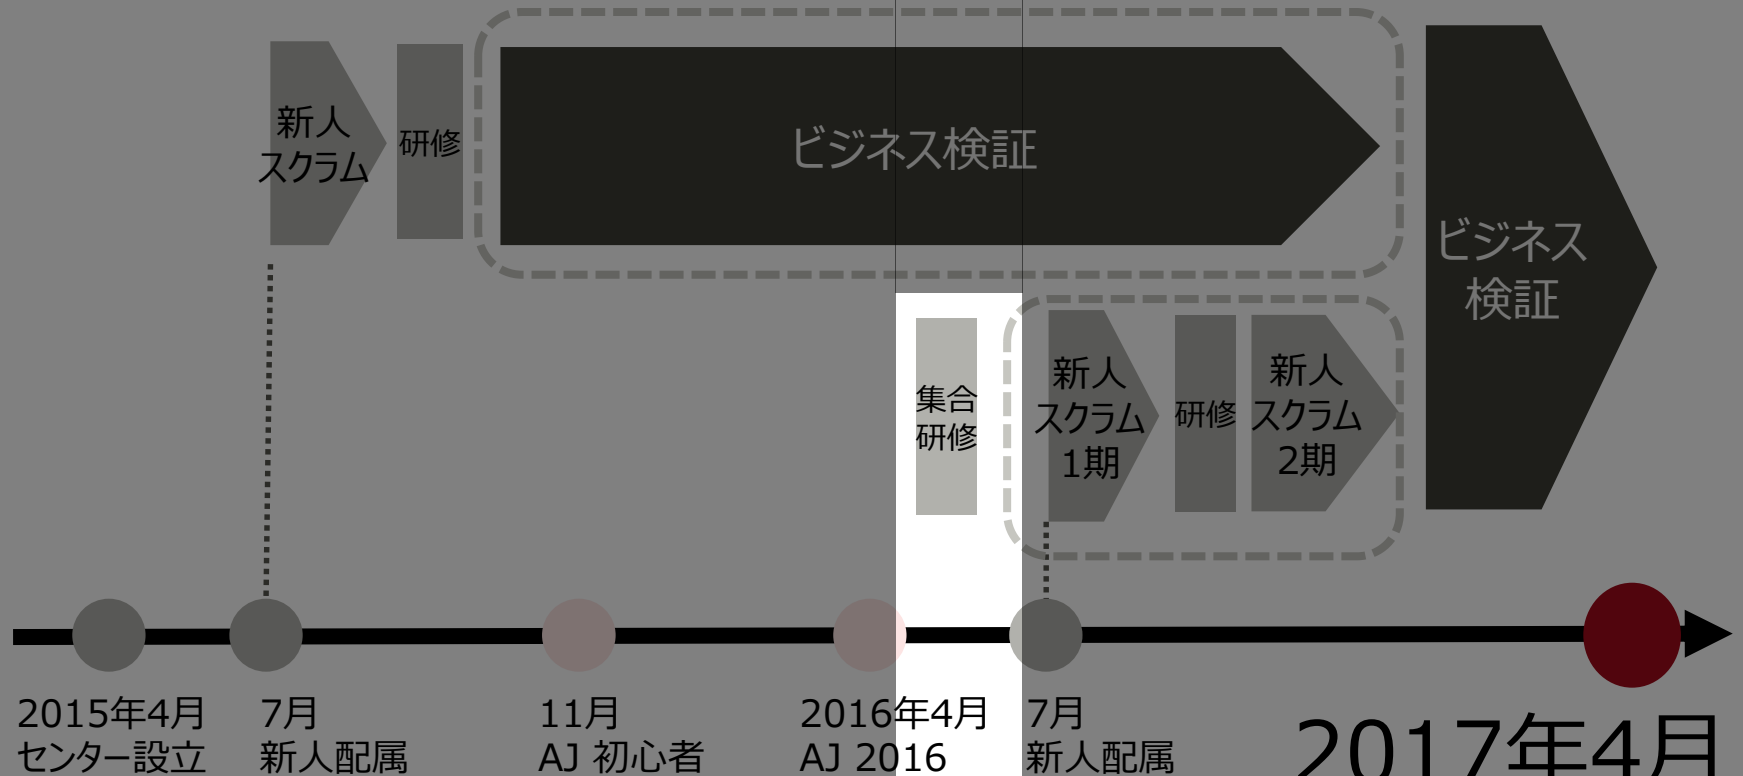 新人
スクラム
研修
ビジネス検証
ビジネス
検証
集合
研修
新人
スクラム
1期
研修
新人
スクラム
2期
2015年4月
センター設立
7月
新人配属
11月
AJ 初心者
2016年4月
AJ 2016
7月
新人配属
2017年4月